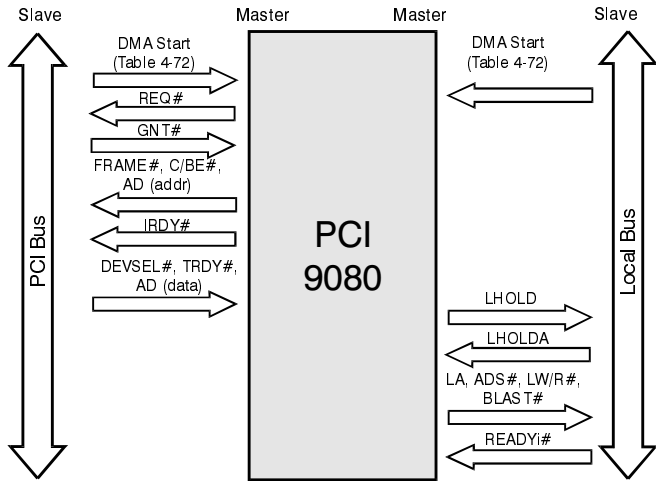 Slave
Master
Master
Slave
DMA Start
(Table 4-72)
REQ#
GNT#
FRAME#, C/BE#,
AD (addr)
IRDY#
DEVSEL#, TRDY#,
AD (data)
PCI Bus
PCI
9080
DMA Start
(Table 4-72)
LHOLD
LHOLDA
LA, ADS#, LW/R#,
BLAST#
READYi#
Local Bus